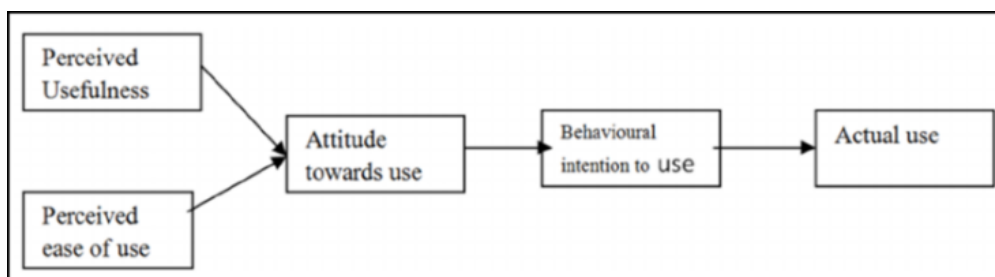 Perceived
Usefulness
Perceived
ease of use
Attitude
towards use
Behavioural
intention to use
Actual use